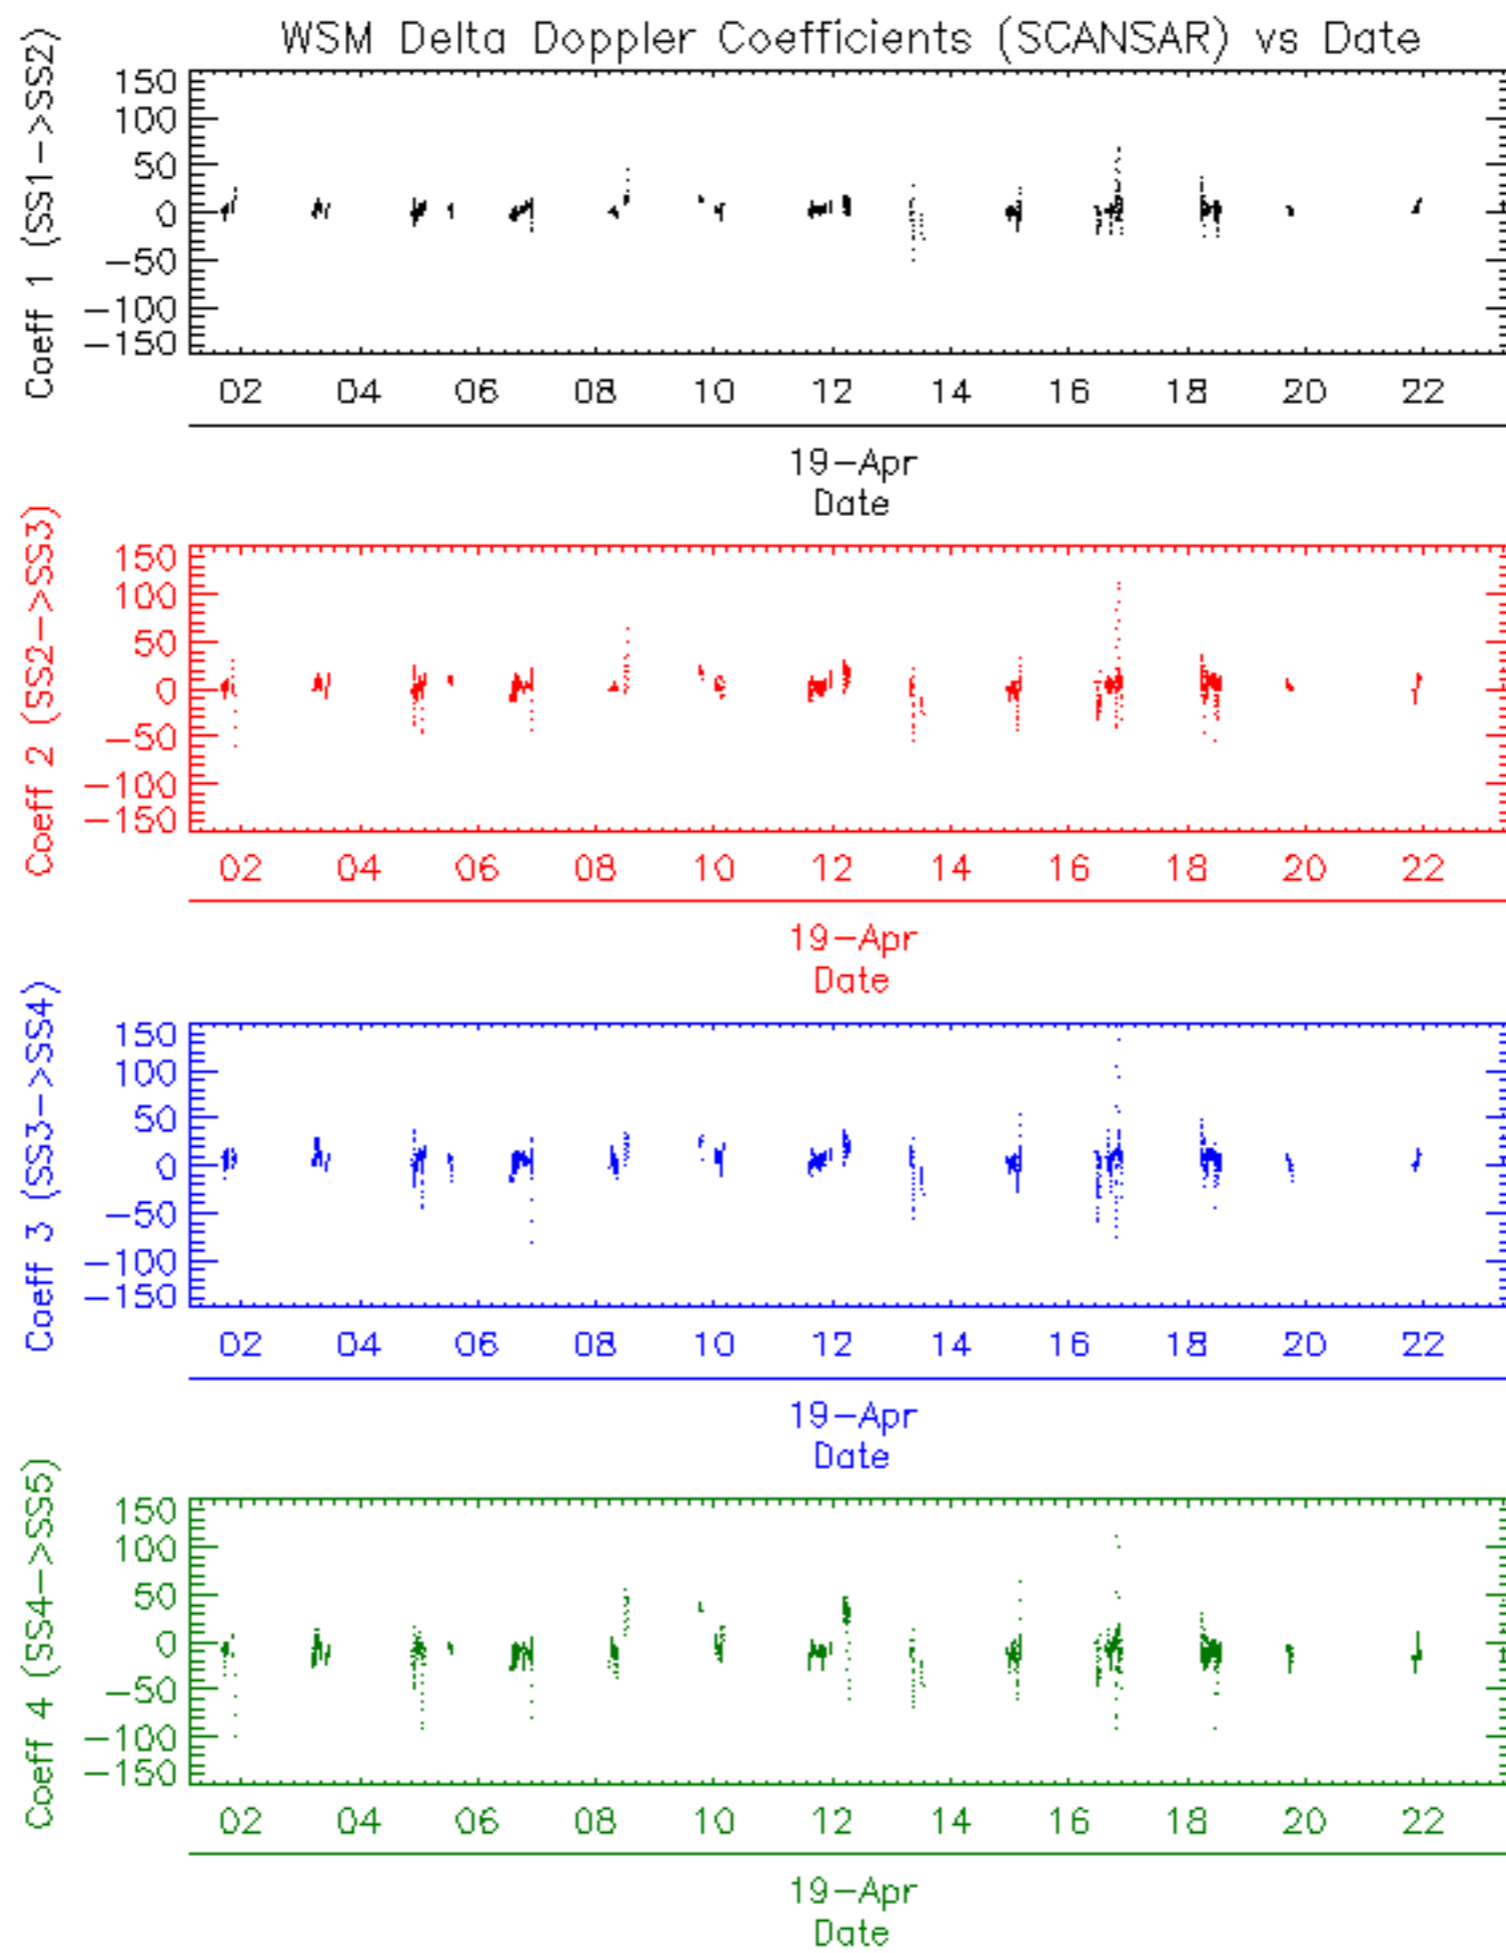 WSM Delta Doppler Coefficients (SCANSAR) vs Date
Coeff 1 (SS1->SS2)
150
100
50
0
-50
-100
-150
02 04 06 08 10 12 14 16 18 20 22
19-Apr
Date
Coeff 2 (SS2->SS3)
150
100
50
0
-50
-100
-150
02 04 06 08 10 12 14 16 18 20 22
19-Apr
Date
Coeff 3 (SS3->SS4)
150
100
50
0
-50
-100
-150
02 04 06 08 10 12 14 16 18 20 22
19-Apr
Date
Coeff 4 (SS4->SS5)
150
100
50
0
-50
-100
-150
02 04 06 08 10 12 14 16 18 20 22
19-Apr
Date